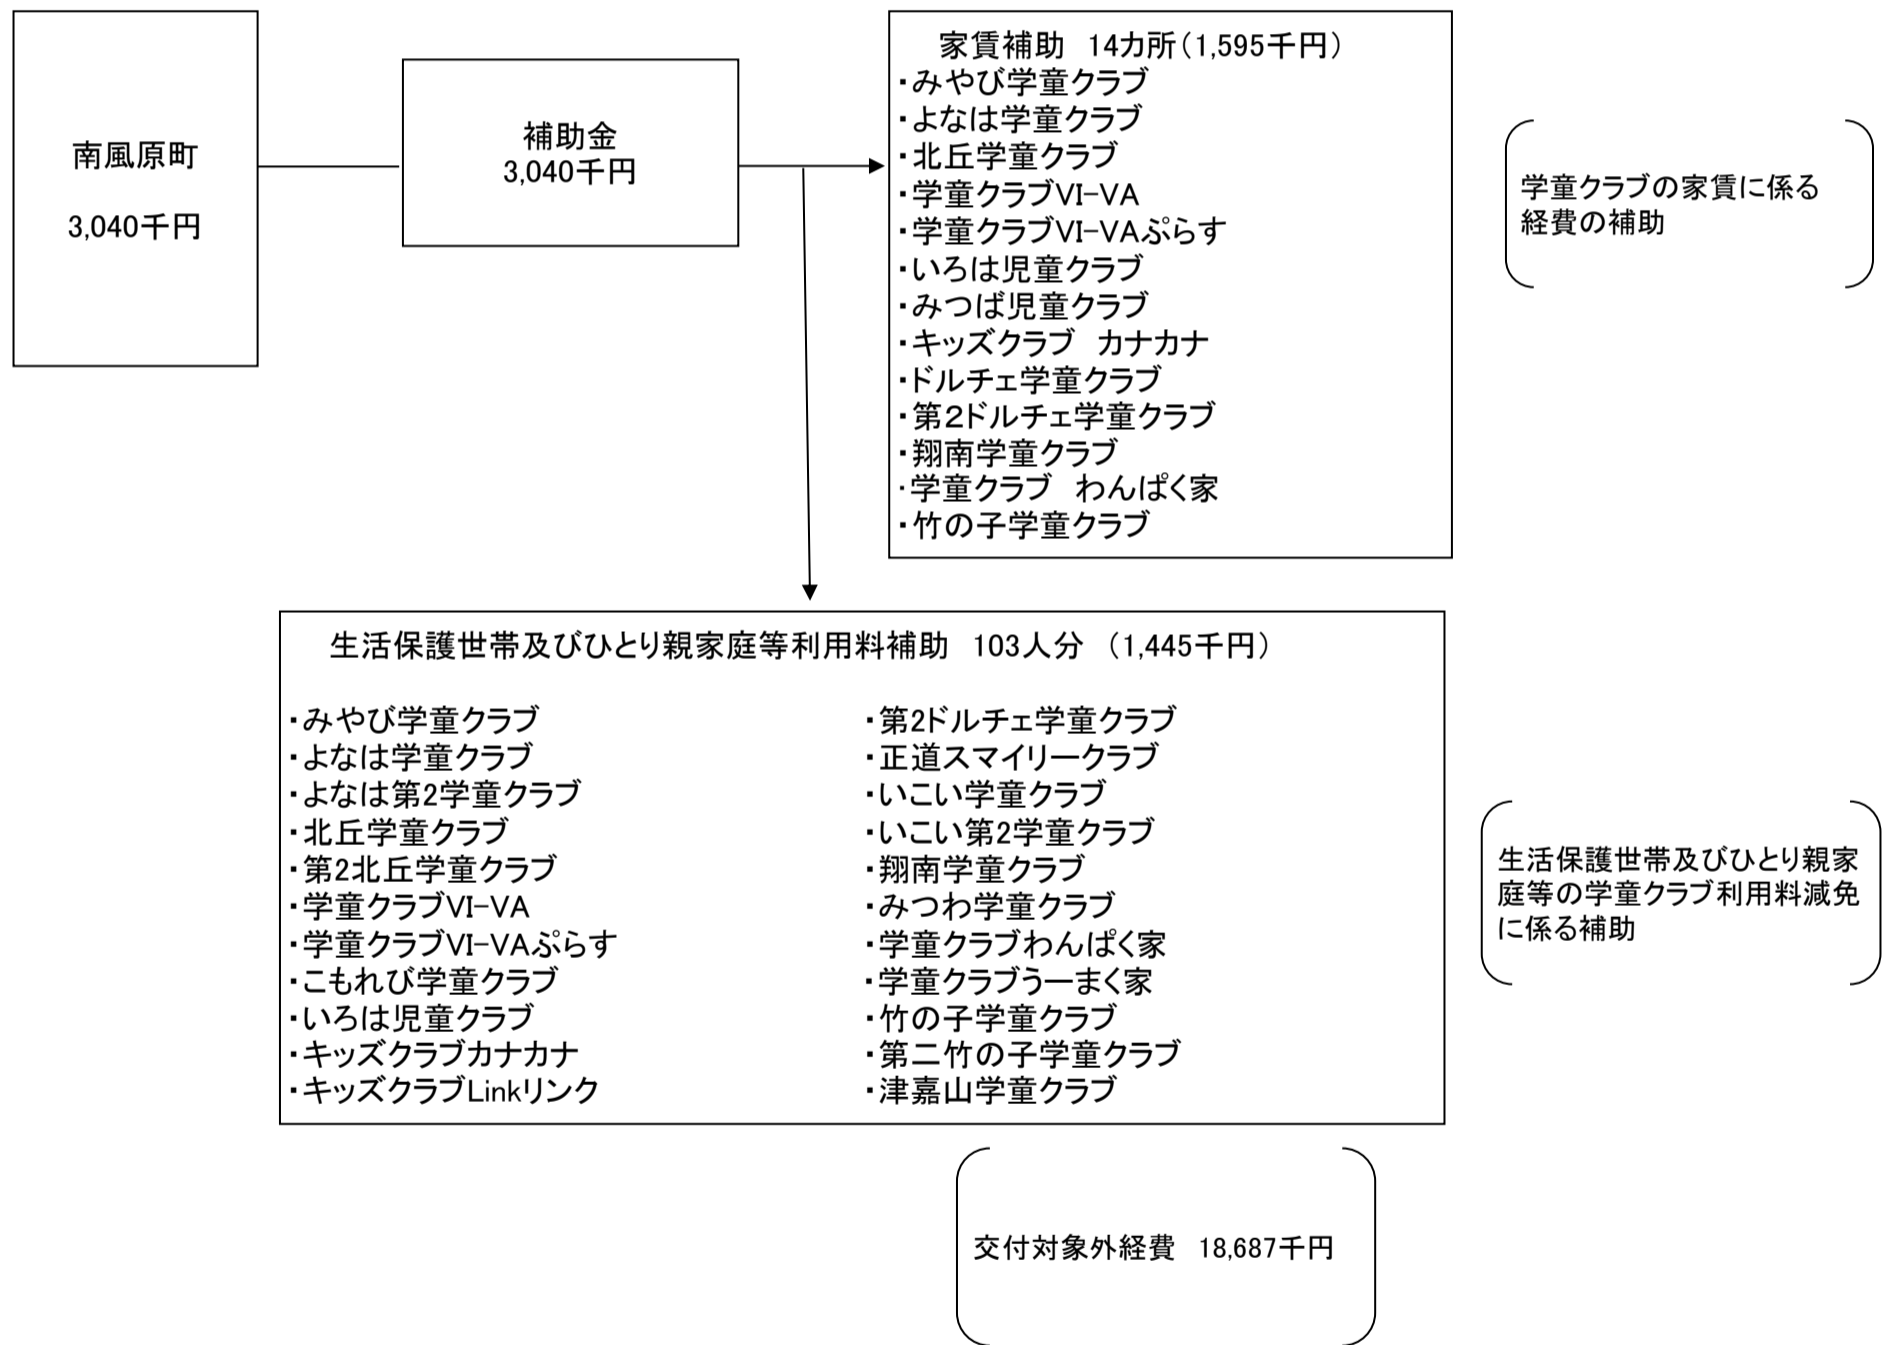 南風原町
3,040千円
補助金
3,040千円
家賃補助 14カ所(1,595千円)
・みやび学童クラブ
・よなは学童クラブ
・北丘学童クラブ
・学童クラブVI-VA
・学童クラブVI-VAぷらす
・いろは児童クラブ
・みつば児童クラブ
・キッズクラブ カナカナ
・ドルチェ学童クラブ
・第2ドルチェ学童クラブ
・翔南学童クラブ
・学童クラブ わんぱく家
・竹の子学童クラブ
学童クラブの家賃に係る
経費の補助
生活保護世帯及びひとり親家庭等利用料補助 103人分 (1,445千円)
・みやび学童クラブ
・よなは学童クラブ
・よなは第2学童クラブ
・北丘学童クラブ
・第2北丘学童クラブ
・学童クラブVI-VA
・学童クラブVI-VAぷらす
・こもれび学童クラブ
・いろは児童クラブ
・キッズクラブカナカナ
・キッズクラブLinkリンク
・第2ドルチェ学童クラブ
・正道スマイリークラブ
・いこい学童クラブ
・いこい第2学童クラブ
・翔南学童クラブ
・みつわ学童クラブ
・学童クラブわんぱく家
・学童クラブうーまく家
・竹の子学童クラブ
・第二竹の子学童クラブ
・津嘉山学童クラブ
生活保護世帯及びひとり親家
庭等の学童クラブ利用料減免
に係る補助
交付対象外経費 18,687千円